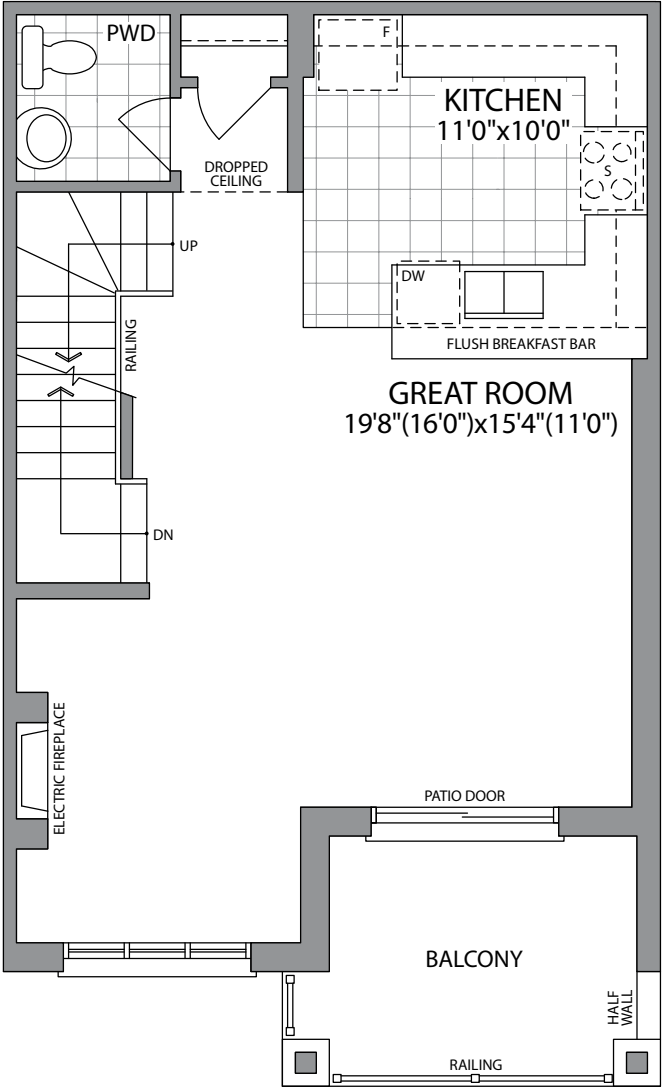 PWD
F
KITCHEN
11'0"x10'0"
DROPPED
CEILING
S
UP
DW
RAILING
FLUSH BREAKFAST BAR
GREAT ROOM
19'8"(16'0")x15'4"(11'0")
DN
ELECTRIC FIREPLACE
PATIO DOOR
BALCONY
HALF
WALL
RAILING